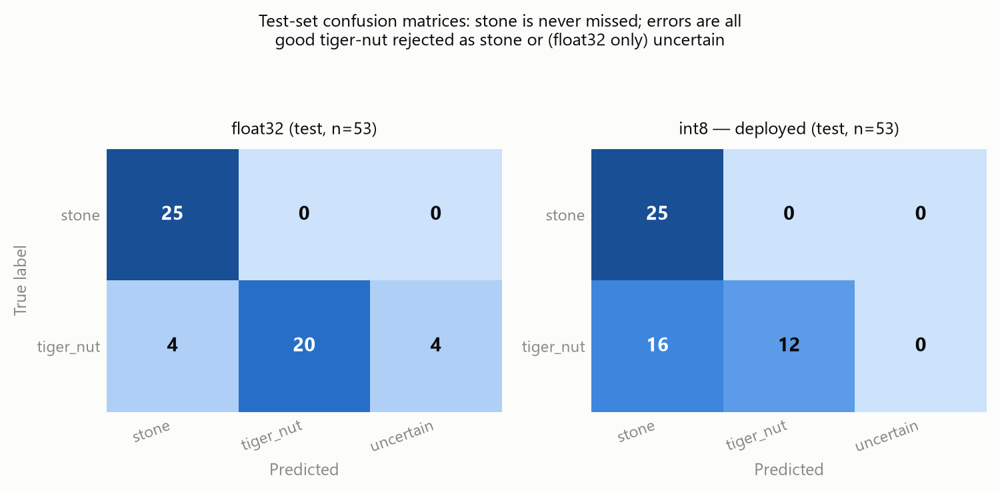 Test-set confusion matrices: stone is never missed; errors are all
good tiger-nut rejected as stone or (float32 only) uncertain
float32 (test, n=53)
True label
stone
25
0
0
tiger_nut
4
20
4
stone
tiger_nut
uncertain
Predicted
int8 — deployed (test, n=53)
stone
25
0
0
tiger_nut
16
12
0
stone
tiger_nut
uncertain
Predicted